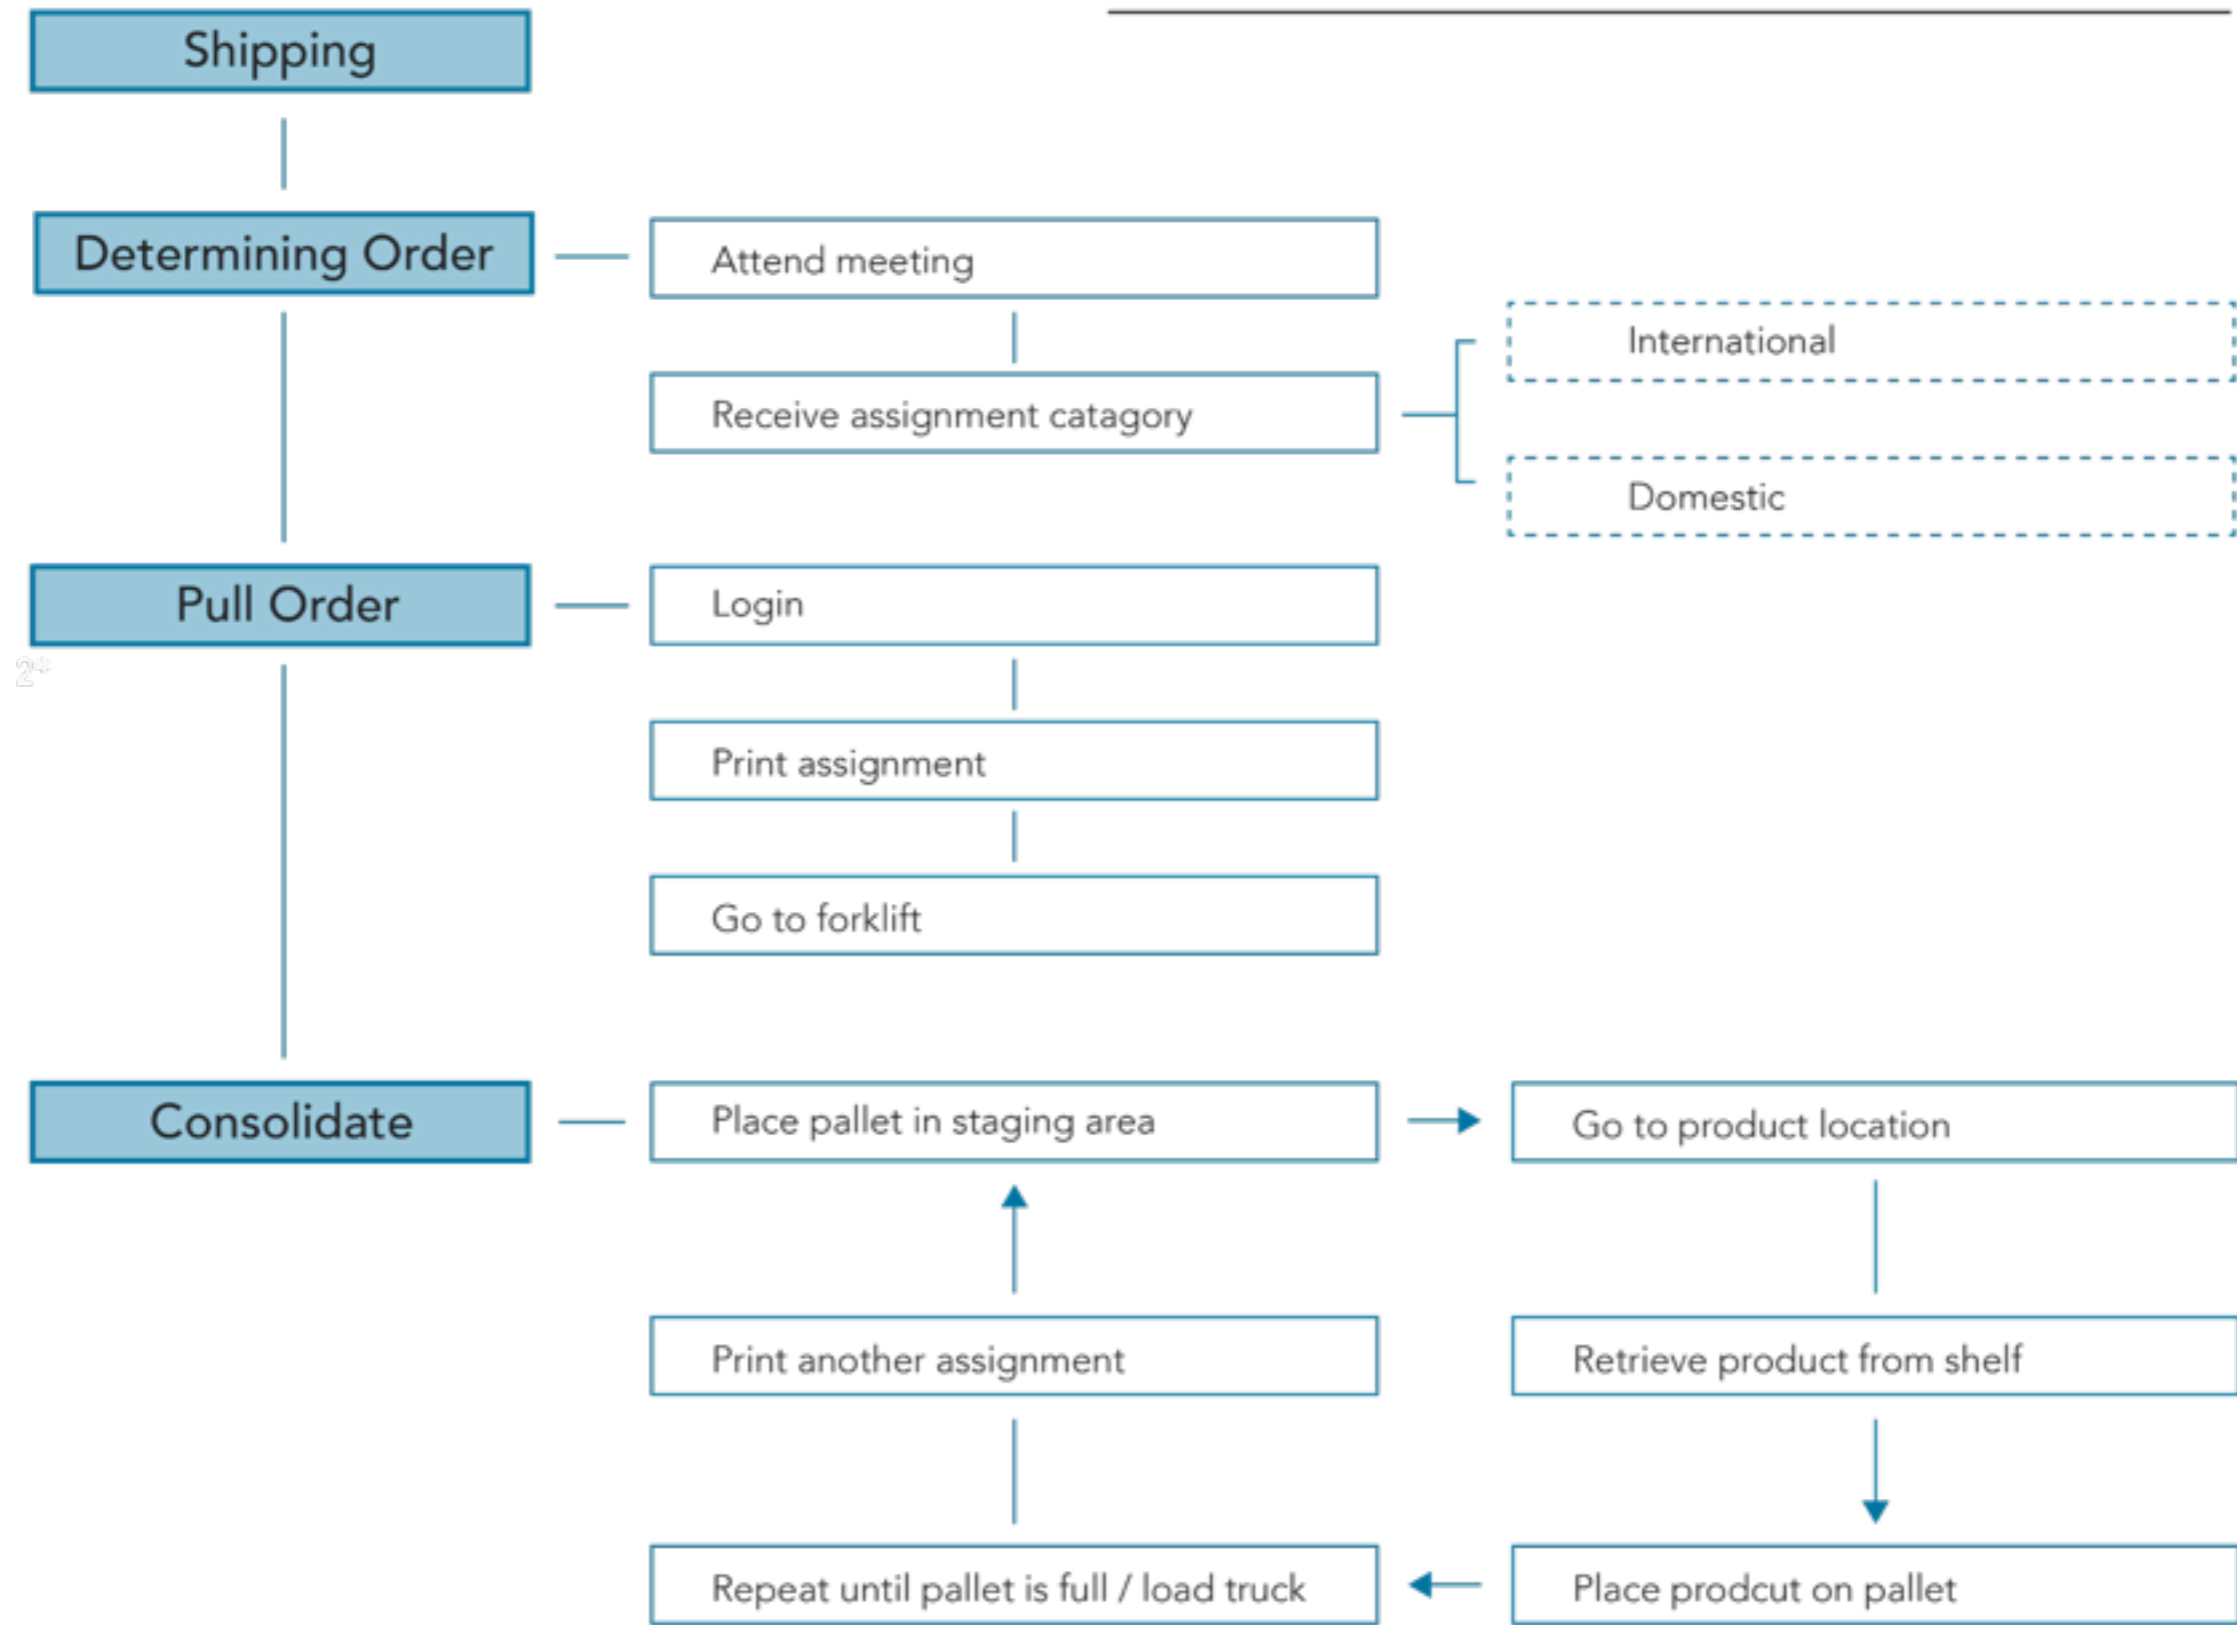 Shipping
Determining Order
Attend meeting
International
Receive assignment catagory
Domestic
Pull Order
Login
Print assignment
Go to forklift
Consolidate
Place pallet in staging area
Go to product location
Print another assignment
Retrieve product from shelf
Repeat until pallet is full / load truck
Place prodcut on pallet